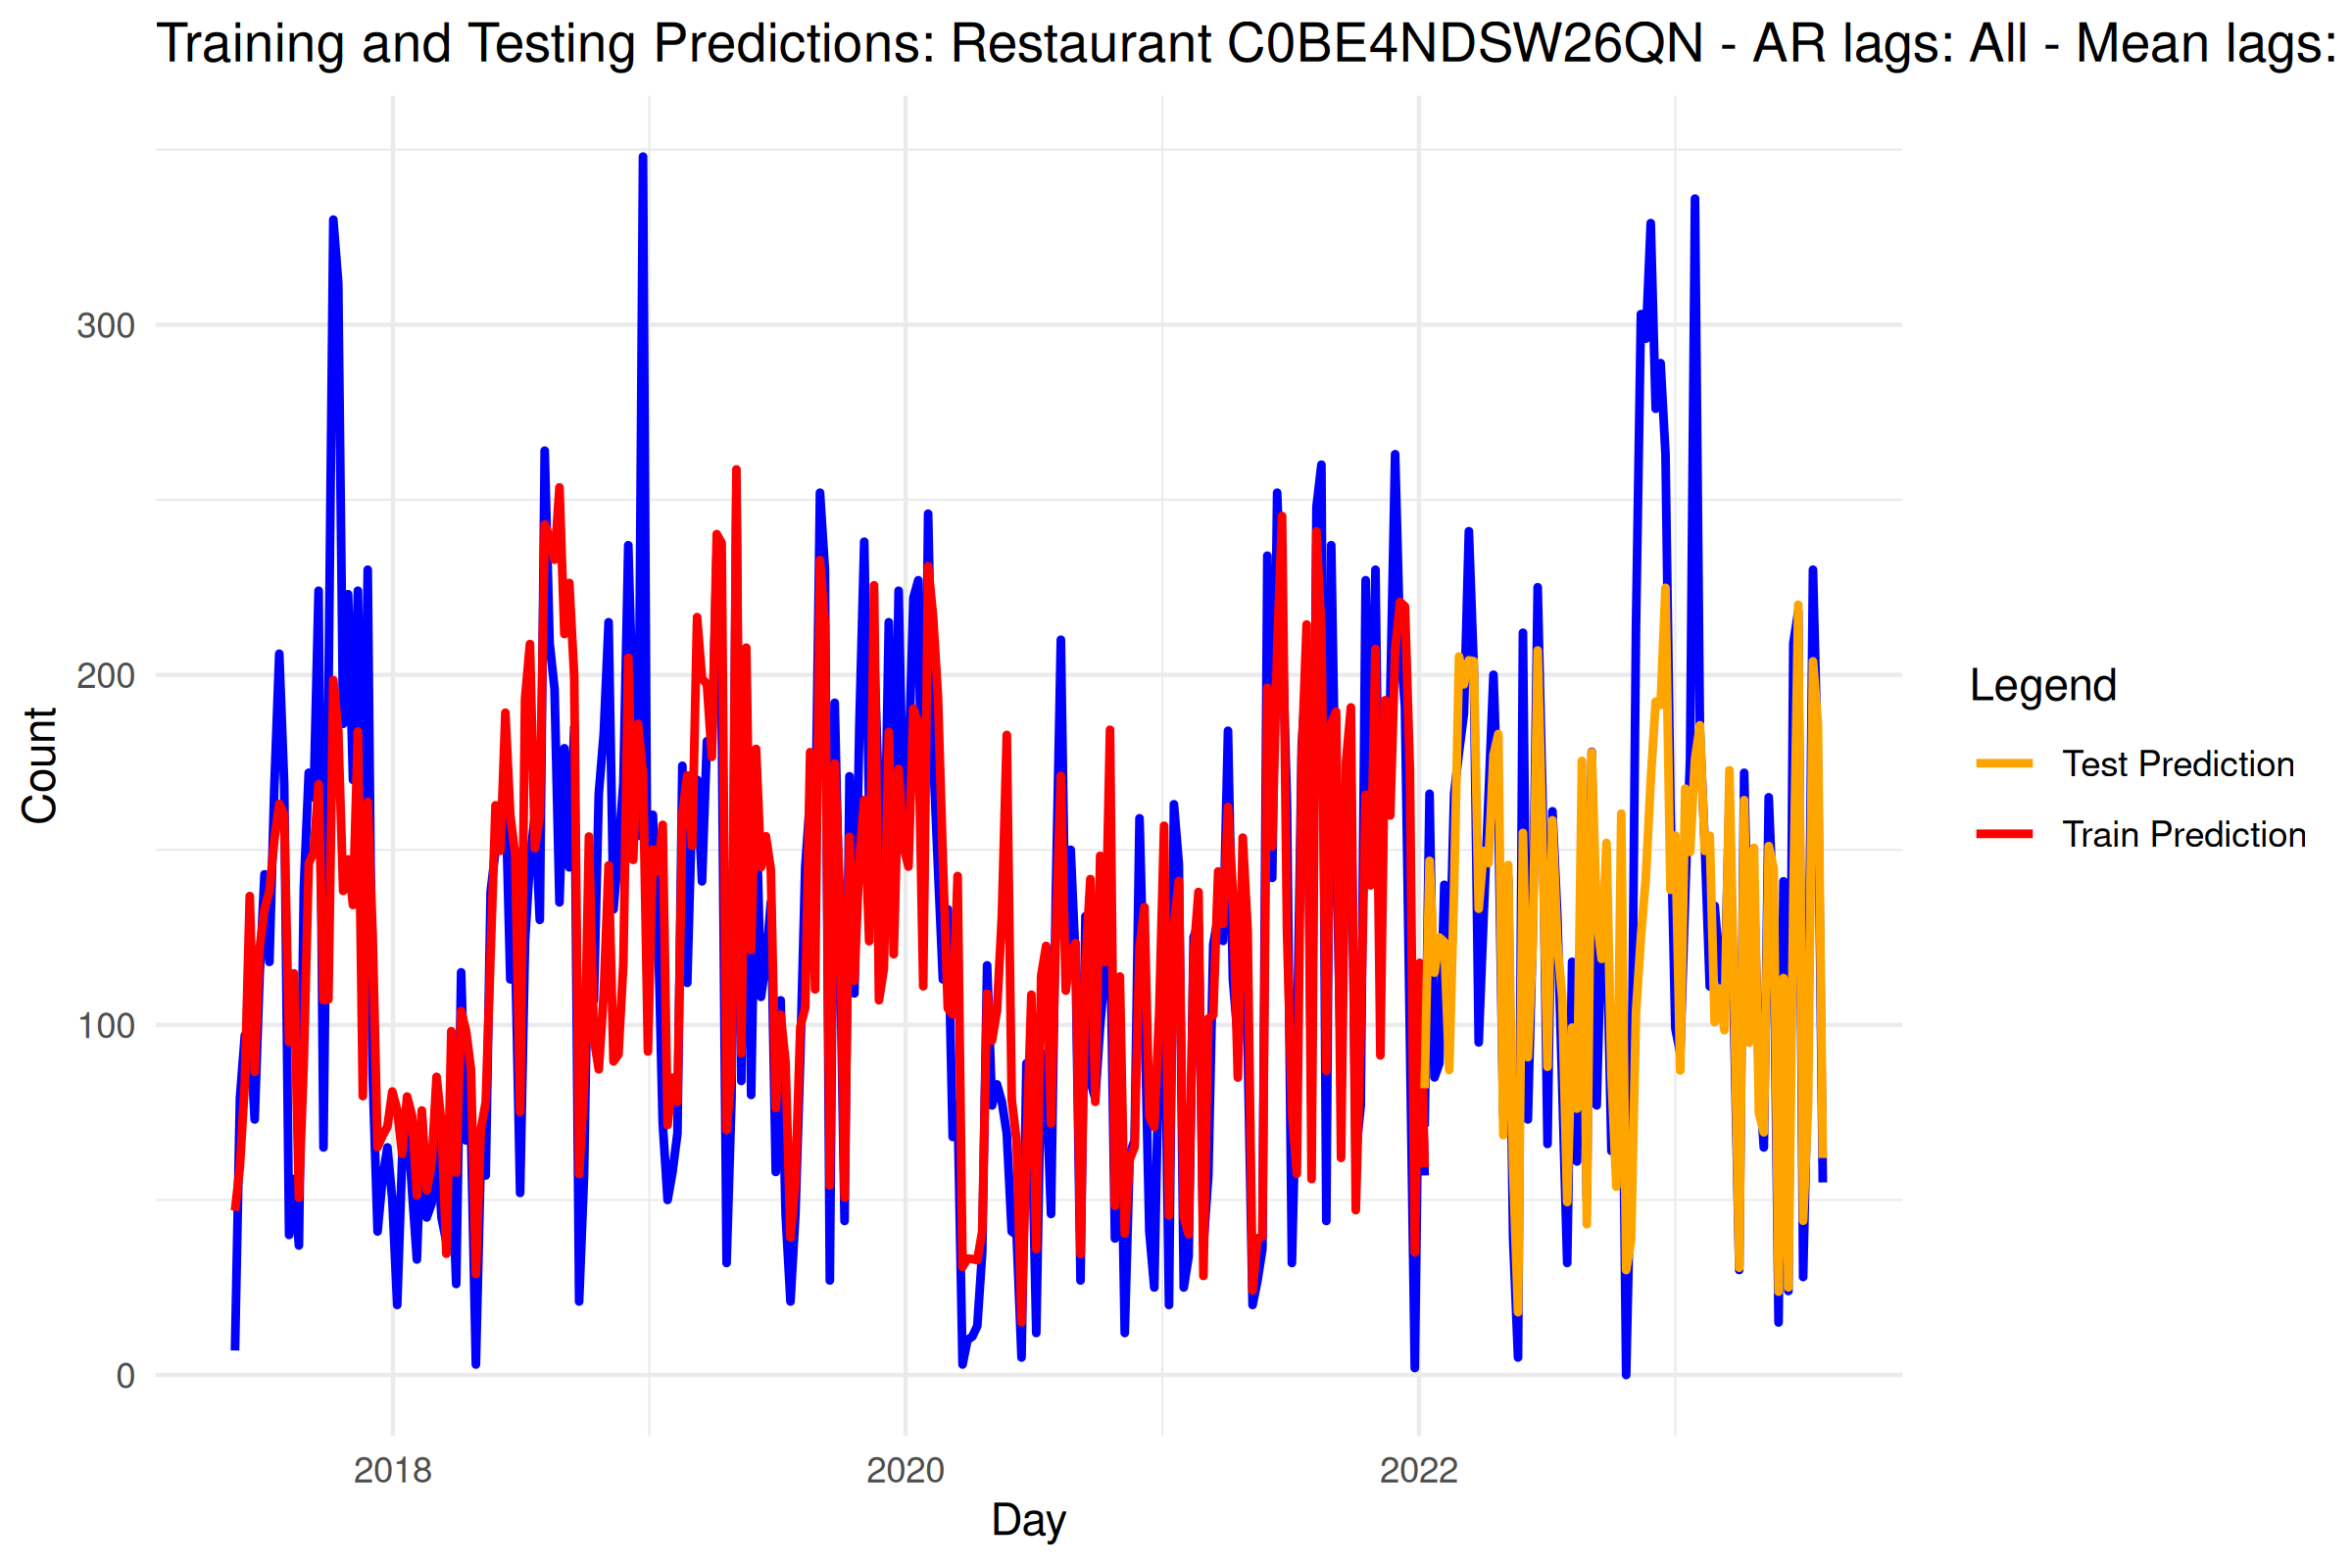 Training and Testing Predictions: Restaurant C0BE4NDSW26QN - AR lags: All - Mean lags:
Count
300
200
100
0
2018
2020
2022
Day
Legend
Test Prediction
Train Prediction